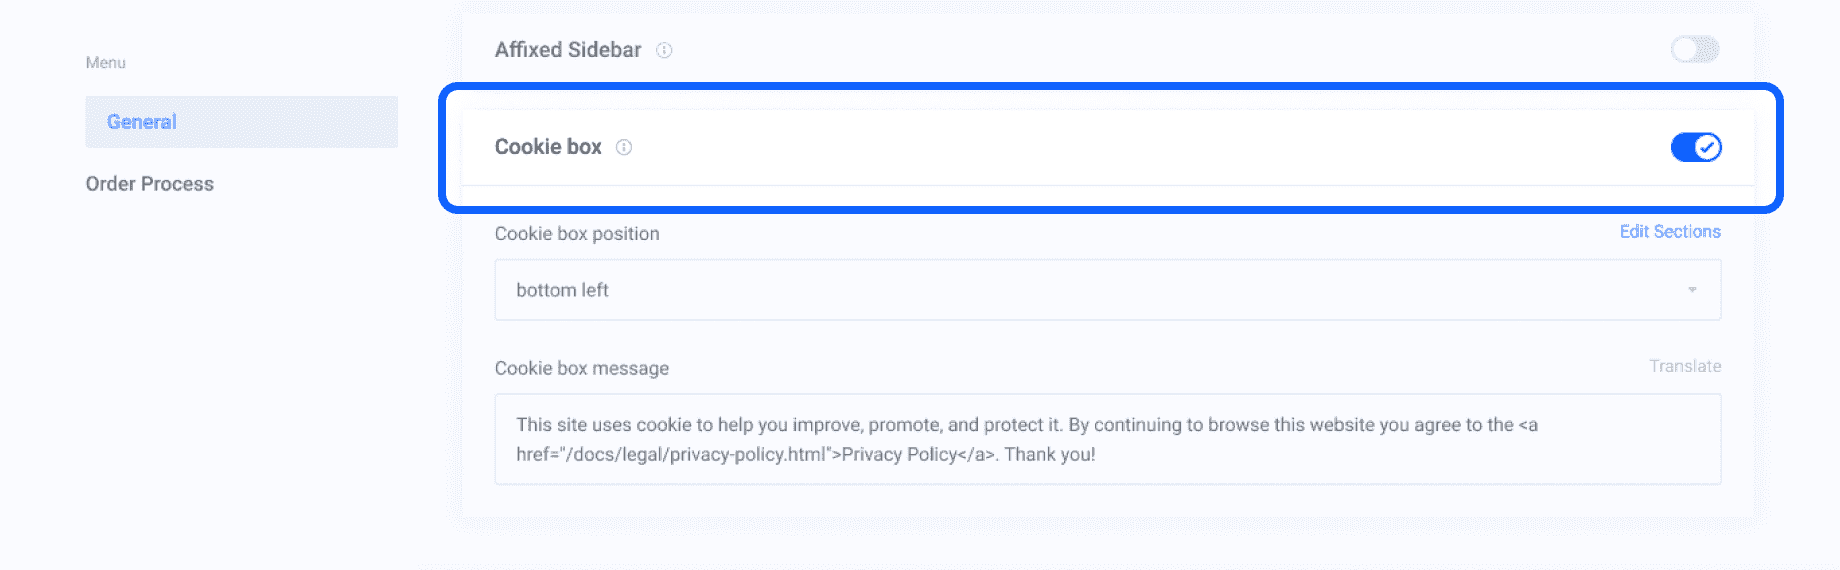 Menu
General
Order Process
Affixed Sidebar
Cookie box
Cookie box position
Edit Sections
bottom left
Cookie box message
Translate
This site uses cookie to help you improve, promote, and protect it. By continuing to browse this website you agree to the <a
href="/docs/legal/privacy-policy.html">Privacy Policy</a>. Thank you!